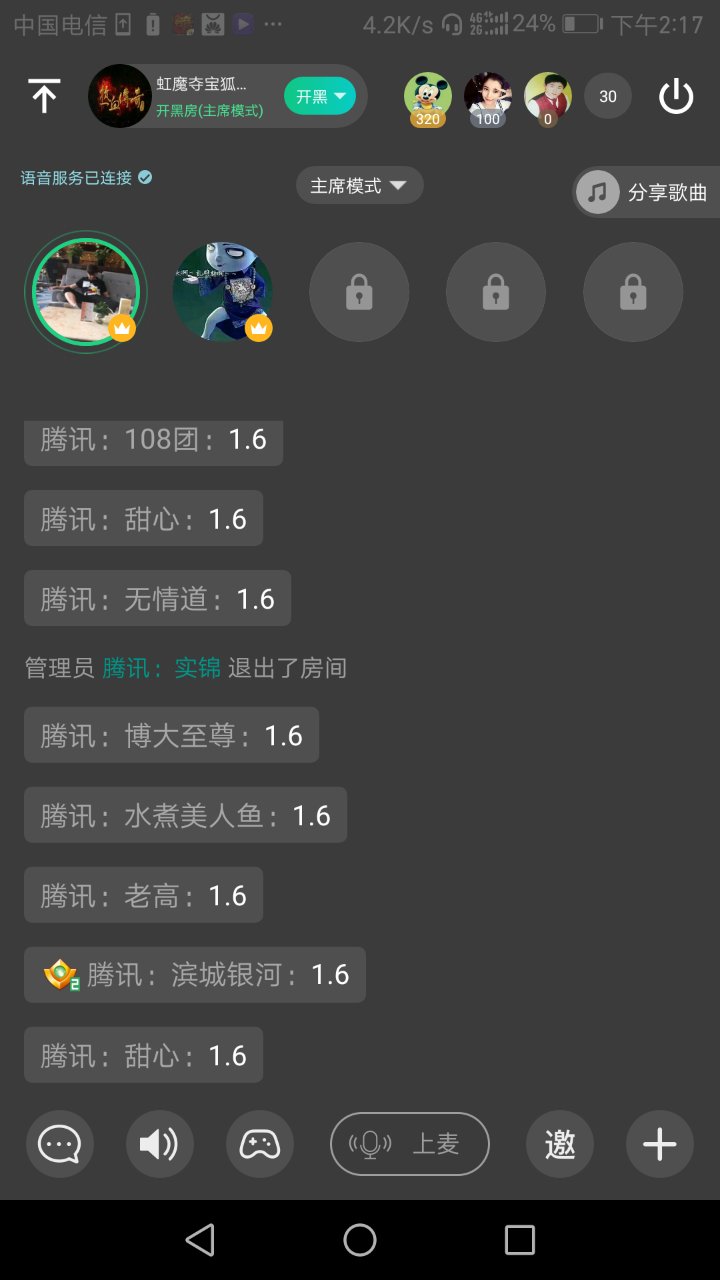 中国电信 4.2K/s 4G 2G 24% 下午2:17
虹魔夺宝狐...
开黑房(主席模式)
开黑
320 100 0 30
语音服务已连接
主席模式
分享歌曲
腾讯：108团：1.6
腾讯：甜心：1.6
腾讯：无情道：1.6
管理员 腾讯：实锦 退出了房间
腾讯：博大至尊：1.6
腾讯：水煮美人鱼：1.6
腾讯：老高：1.6
2 腾讯：滨城银河：1.6
腾讯：甜心：1.6
上麦
邀